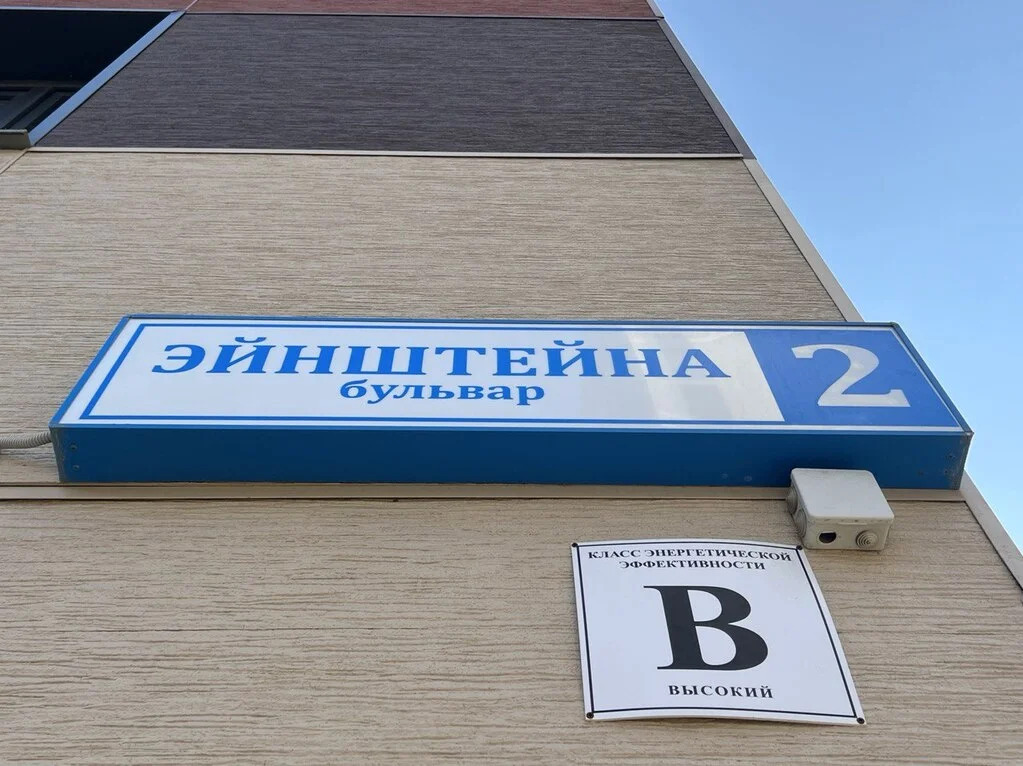 ЭЙНШТЕЙНА
бульвар
2
КЛАСС ЭНЕРГЕТИЧЕСКОЙ
ЭФФЕКТИВНОСТИ
В
ВЫСОКИЙ